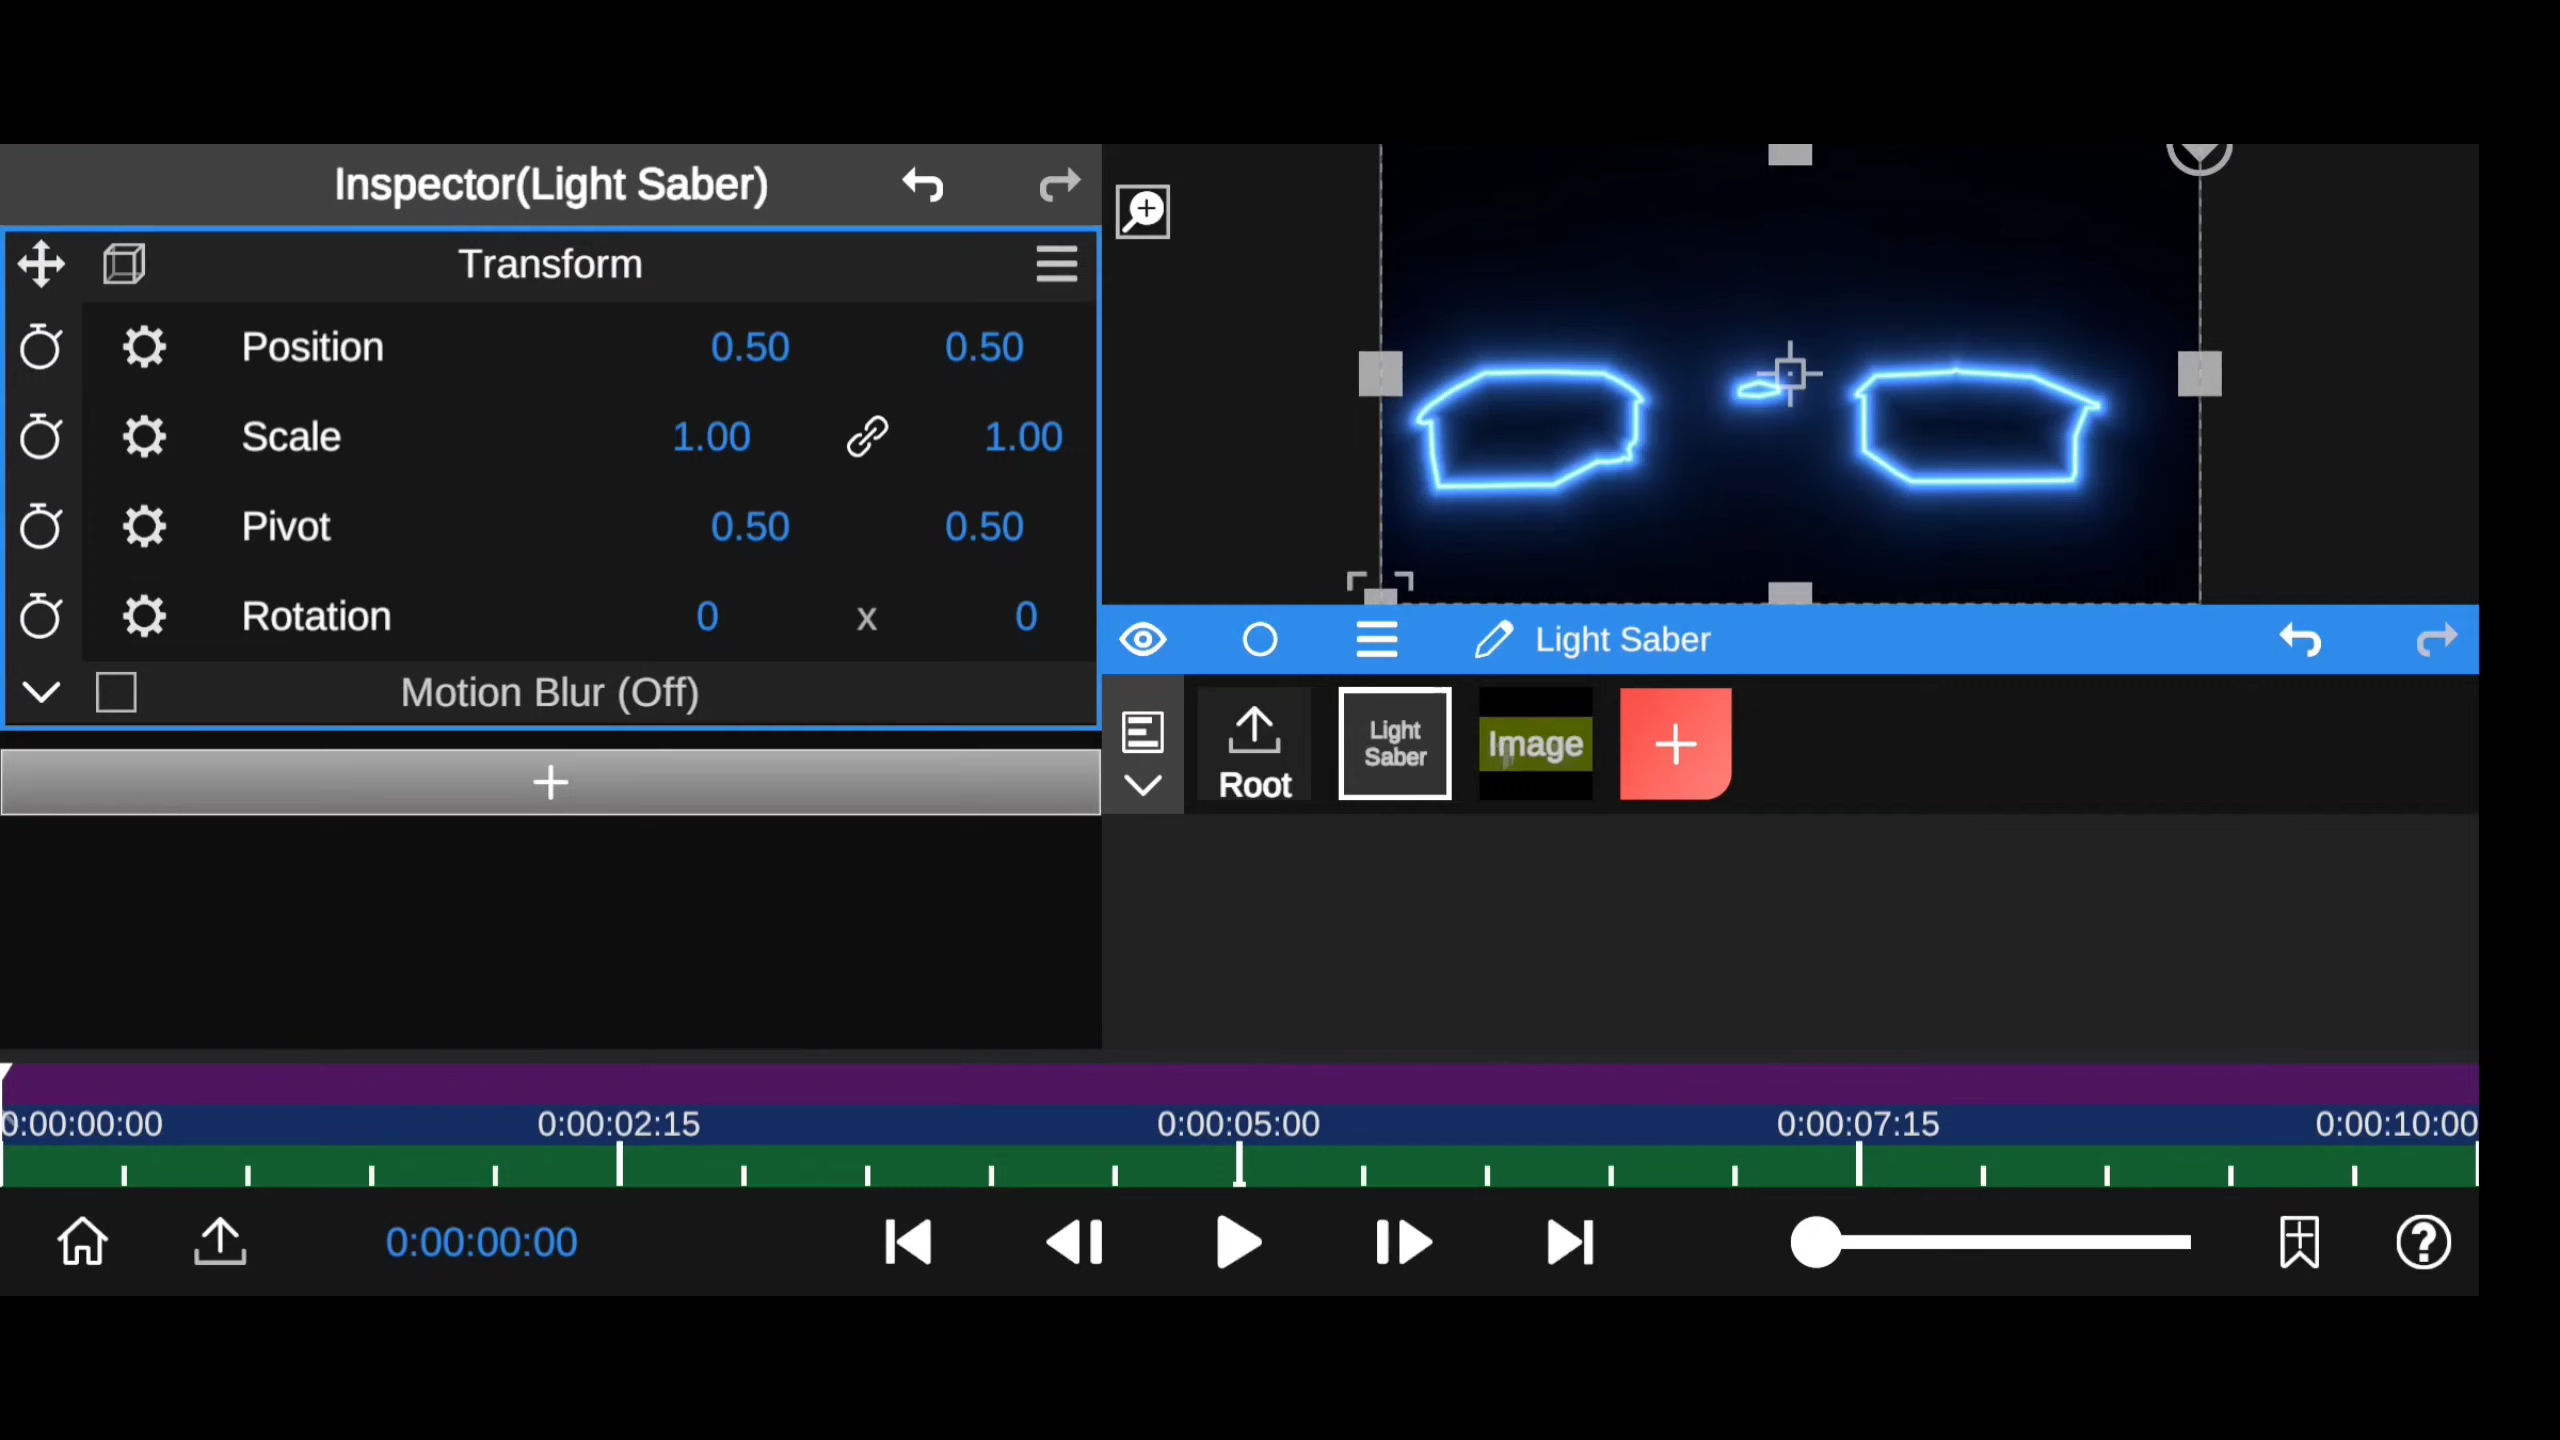 Inspector(Light Saber)
Transform
Position 0.50 0.50
Scale 1.00 1.00
Pivot 0.50 0.50
Rotation 0 x 0
Motion Blur (Off)
Light Saber
Root
Light
Saber
Image
0:00:00:00 0:00:02:15 0:00:05:00 0:00:07:15 0:00:10:00
0:00:00:00